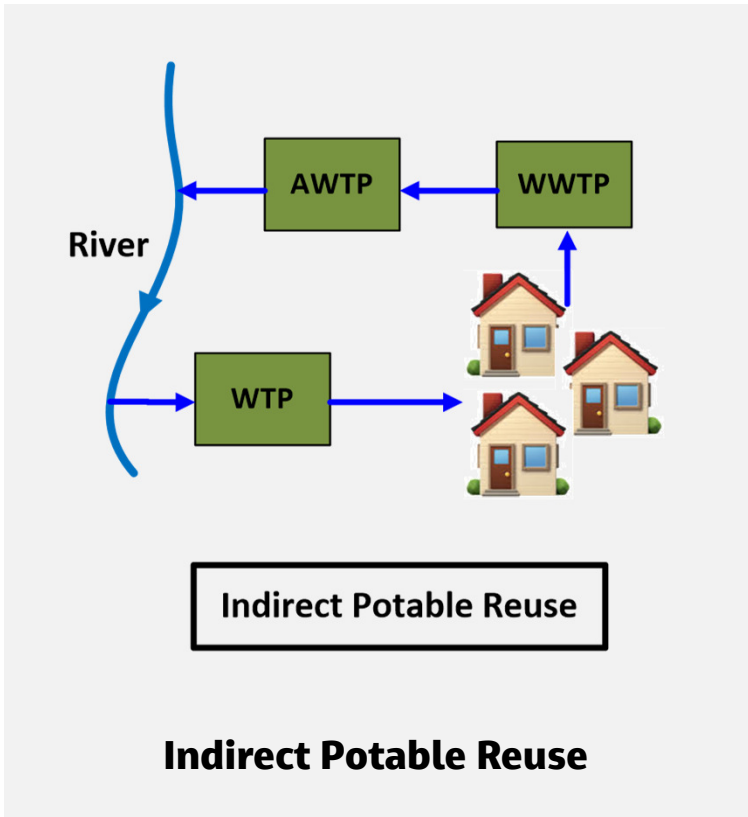 AWTP
WWTP
River
WTP
Indirect Potable Reuse
Indirect Potable Reuse